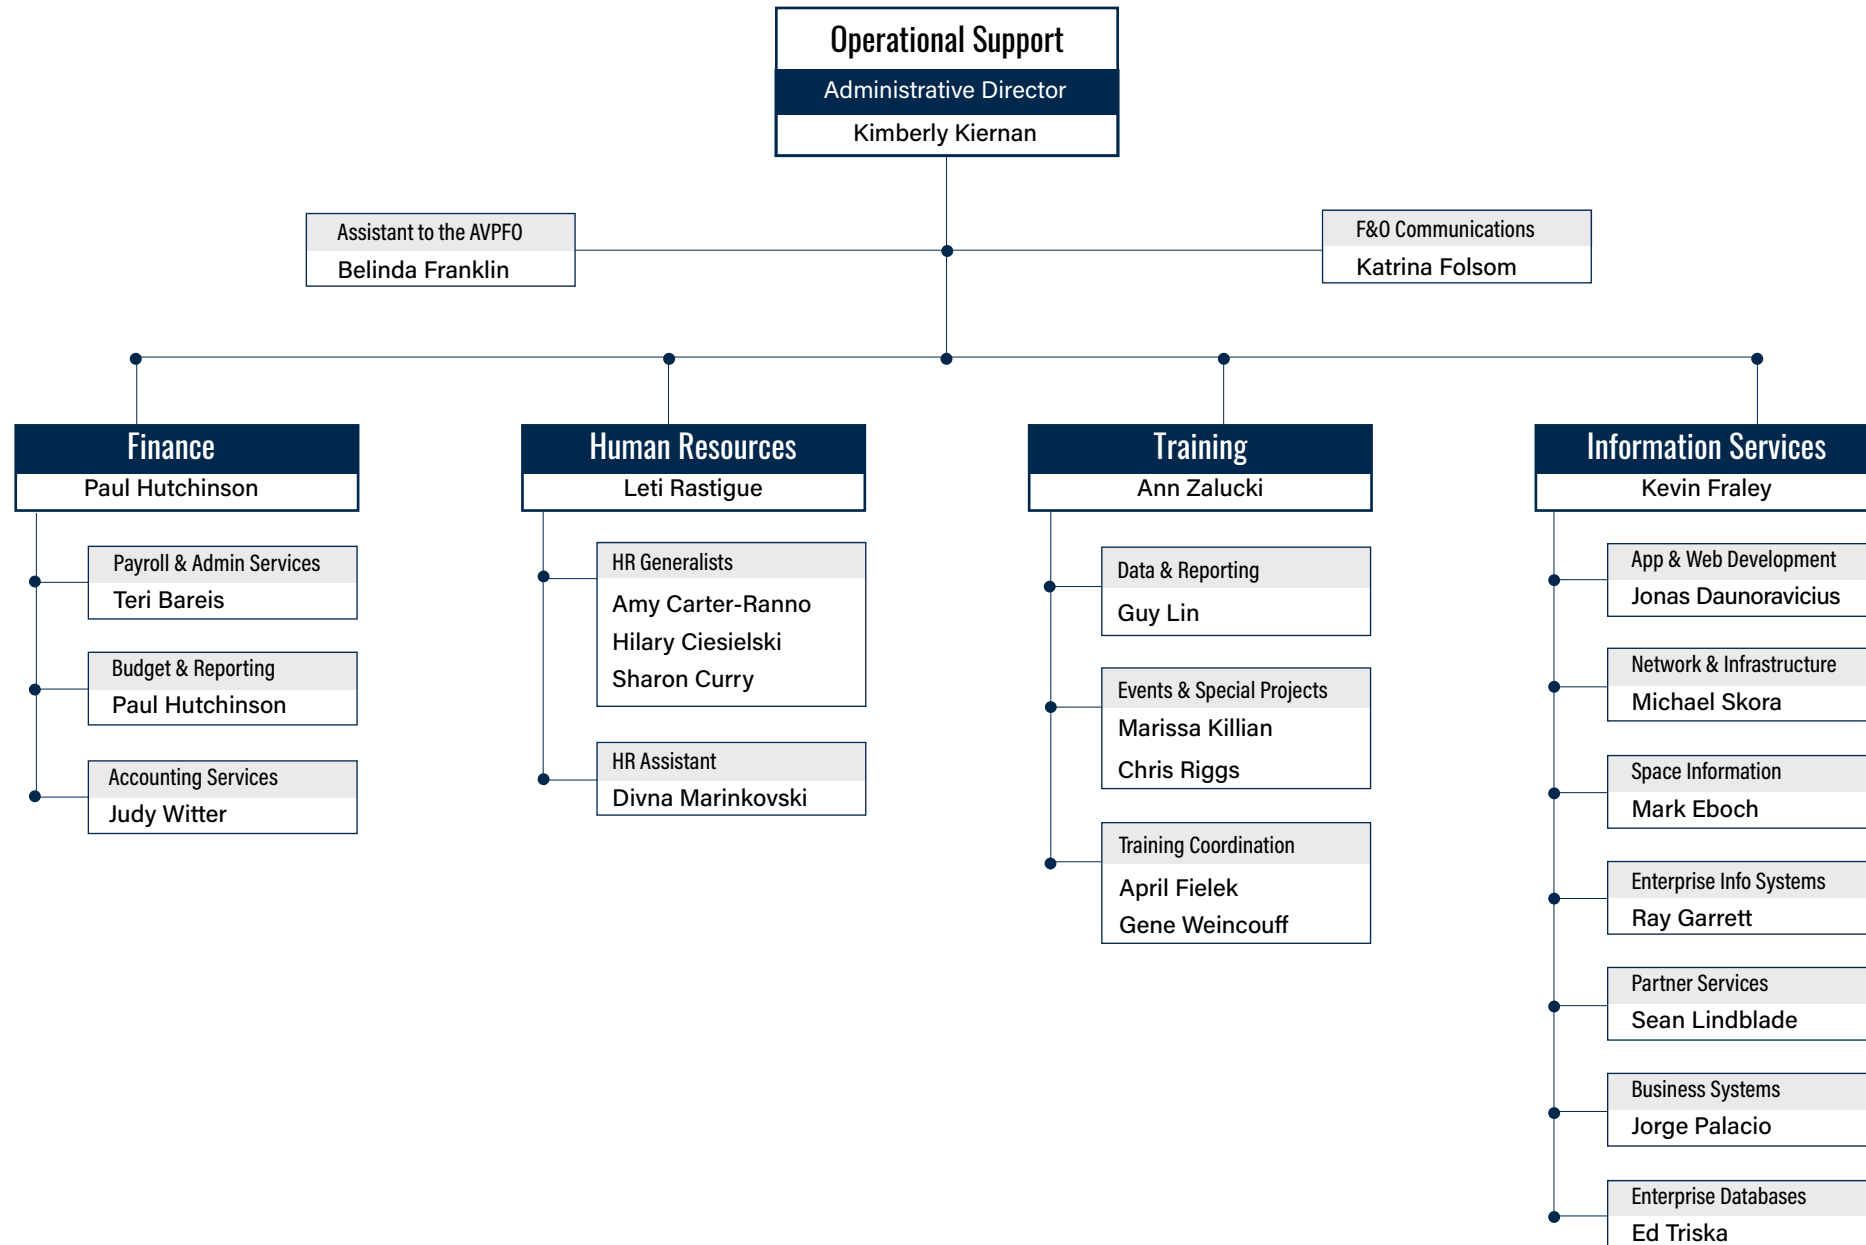 Operational Support
Administrative Director
Kimberly Kiernan
Assistant to the AVPFO
Belinda Franklin
F&O Communications
Katrina Folsom
Finance
Paul Hutchinson
Payroll & Admin Services
Teri Bareis
Budget & Reporting
Paul Hutchinson
Accounting Services
Judy Witter
Human Resources
Leti Rastigue
HR Generalists
Amy Carter-Ranno
Hilary Ciesielski
Sharon Curry
HR Assistant
Divna Marinkovski
Training
Ann Zalucki
Data & Reporting
Guy Lin
Events & Special Projects
Marissa Killian
Chris Riggs
Training Coordination
April Fielek
Gene Weincouff
Information Services
Kevin Fraley
App & Web Development
Jonas Daunoravicius
Network & Infrastructure
Michael Skora
Space Information
Mark Eboch
Enterprise Info Systems
Ray Garrett
Partner Services
Sean Lindblade
Business Systems
Jorge Palacio
Enterprise Databases
Ed Triska